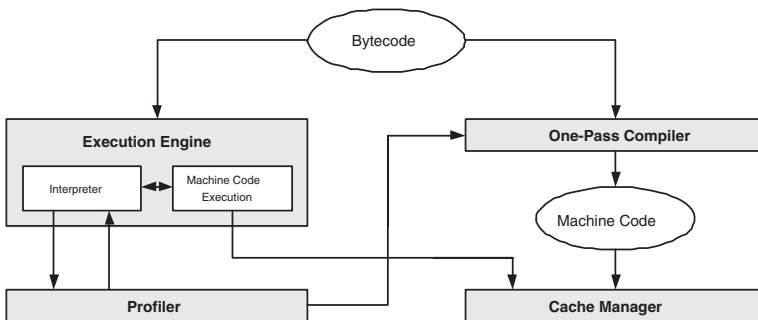 Bytecode
Execution Engine
One-Pass Compiler
Interpreter
Machine Code
Execution
Machine Code
Profiler
Cache Manager